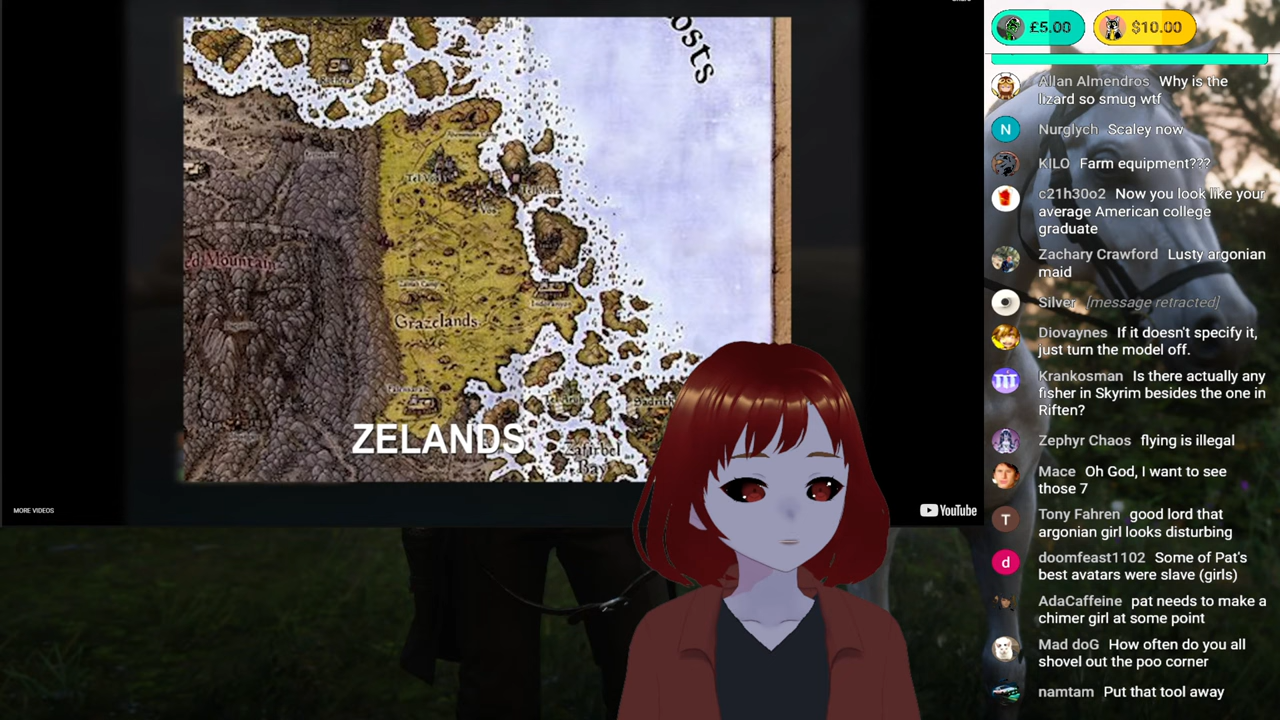 osts
ed Mountain
Grazelands
ZELANDS
Zafirbel
Bay
MORE VIDEOS
YouTube
£5.00
$10.00
Allan Almendros Why is the
lizard so smug wtf
Nurglych Scaley now
KILO Farm equipment???
c21h30o2 Now you look like your
average American college
graduate
Zachary Crawford Lusty argonian
maid
Silver [message retracted]
Diovaynes If it doesn't specify it,
just turn the model off.
Krankosman Is there actually any
fisher in Skyrim besides the one in
Riften?
Zephyr Chaos flying is illegal
Mace Oh God, I want to see
those 7
Tony Fahren good lord that
argonian girl looks disturbing
doomfeast1102 Some of Pat's
best avatars were slave (girls)
AdaCaffeine pat needs to make a
chimer girl at some point
Mad doG How often do you all
shovel out the poo corner
namtam Put that tool away
N
T
d